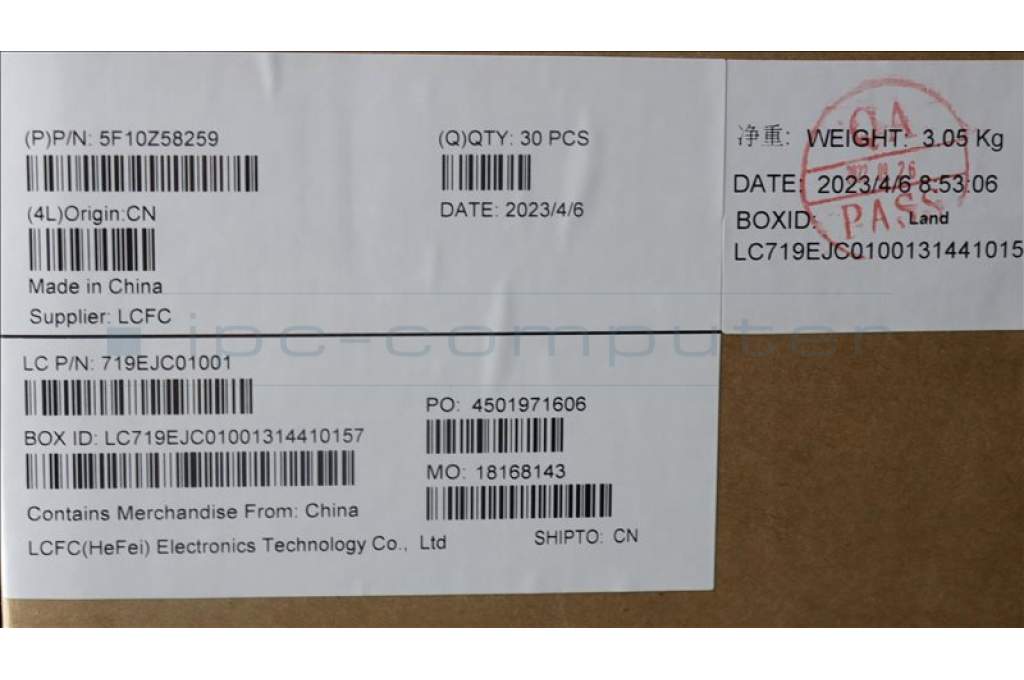 (P)P/N: 5F10Z58259
(Q)QTY: 30 PCS
(4L)Origin:CN
DATE: 2023/4/6
Made in China
Supplier: LCFC
净重: WEIGHT: 3.05 Kg
DATE: 2023/4/6 8:53:06
BOXID: Land
LC719EJC0100131441015
QA
PASS
ipc-computer
LC P/N: 719EJC01001
PO: 4501971606
BOX ID: LC719EJC01001314410157
MO: 18168143
Contains Merchandise From: China
LCFC(HeFei) Electronics Technology Co., Ltd
SHIPTO: CN